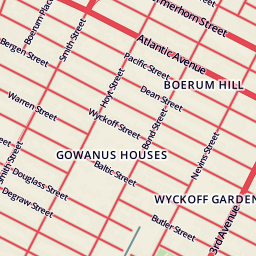 Boerum Place
Smith Street
Schermerhorn Street
Bergen Street
Atlantic Avenue
Pacific Street
BOERUM HILL
Hoyt Street
Dean Street
Warren Street
Wyckoff Street
Bond Street
GOWANUS HOUSES
Nevins Street
Smith Street
Baltic Street
Douglass Street
WYCKOFF GARDEN
Degraw Street
Butler Street
3rd Avenue